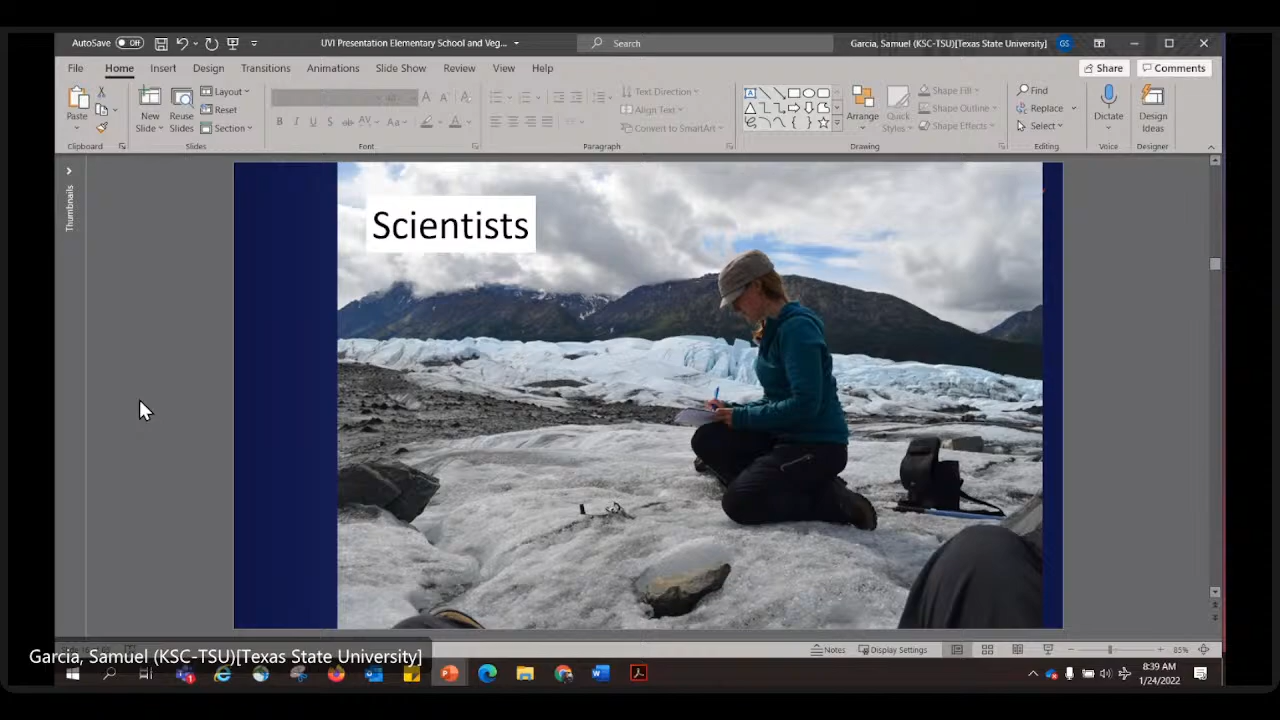 AutoSave Off
UVI Presentation Elementary School and Veg...
Search
Garcia, Samuel (KSC-TSU)[Texas State University]
GS
File Home Insert Design Transitions Animations Slide Show Review View Help
Share Comments
Paste
New Slide
Reuse Slides
Layout
Reset
Section
Text Direction
Align Text
Convert to SmartArt
Arrange
Quick Styles
Shape Fill
Shape Outline
Shape Effects
Find
Replace
Select
Dictate
Design Ideas
Clipboard Slides Font Paragraph Drawing Editing Voice Designer
Thumbnails
Scientists
Garcia, Samuel (KSC-TSU)[Texas State University]
Notes Display Settings 85%
8:39 AM
1/24/2022